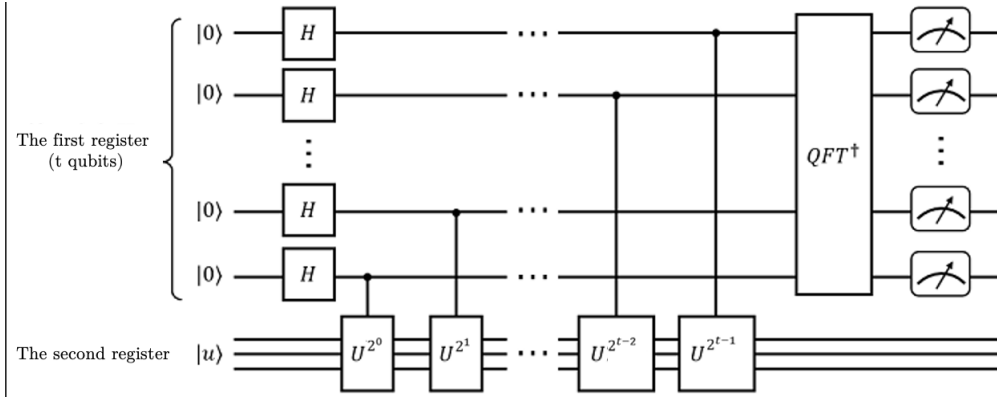 |0⟩ H ...
|0⟩ H ...
The first register
(t qubits)
QFT†
|0⟩ H ...
|0⟩ H ...
The second register |u⟩ U^{2^0} U^{2^1} ... U^{2^{t−2}} U^{2^{t−1}}